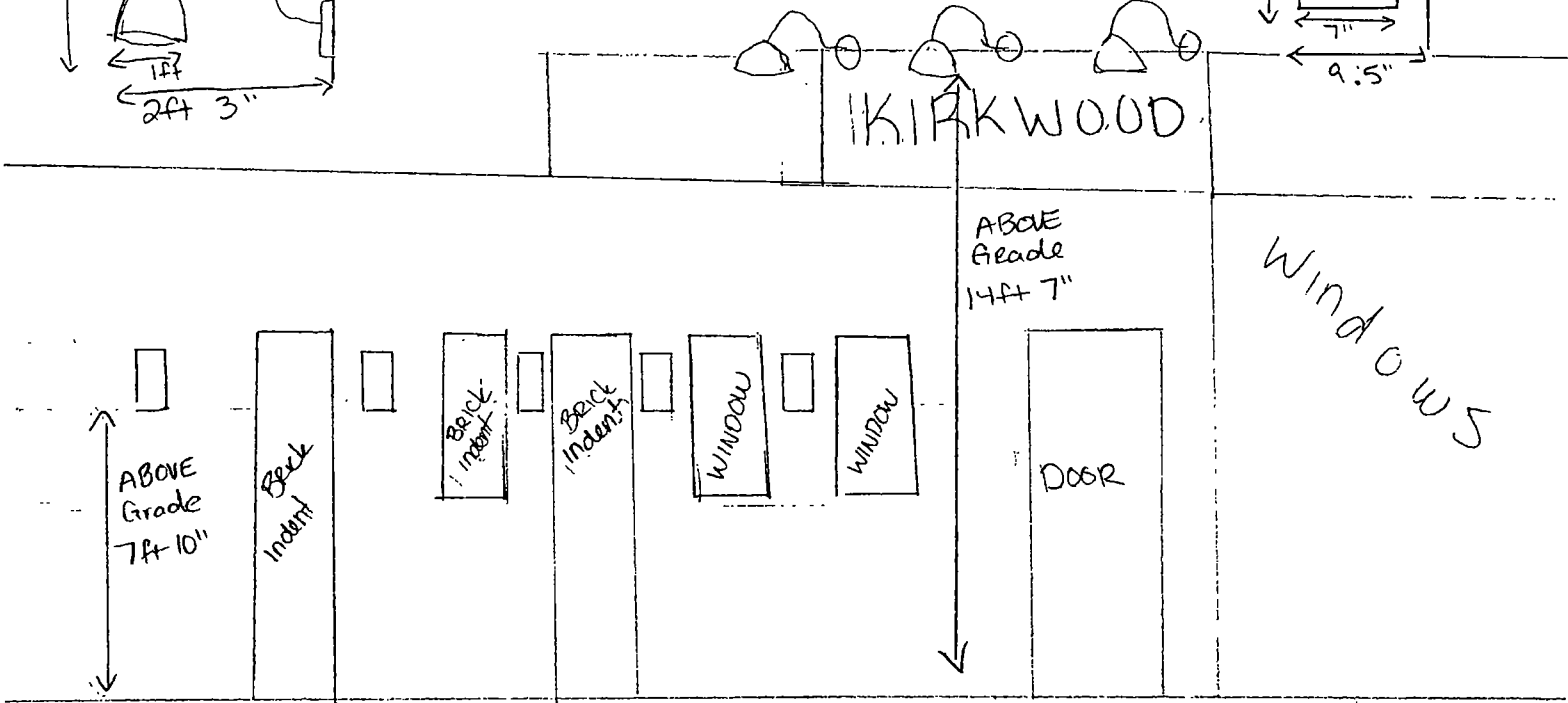 1ft
2ft 3"
7"
9.5"
KIRKWOOD
ABOVE
Grade
14ft 7"
Windows
Brick
Indent
BRICK
Indent
BRICK
Indent
WINDOW
WINDOW
DOOR
ABOVE
Grade
7ft 10"